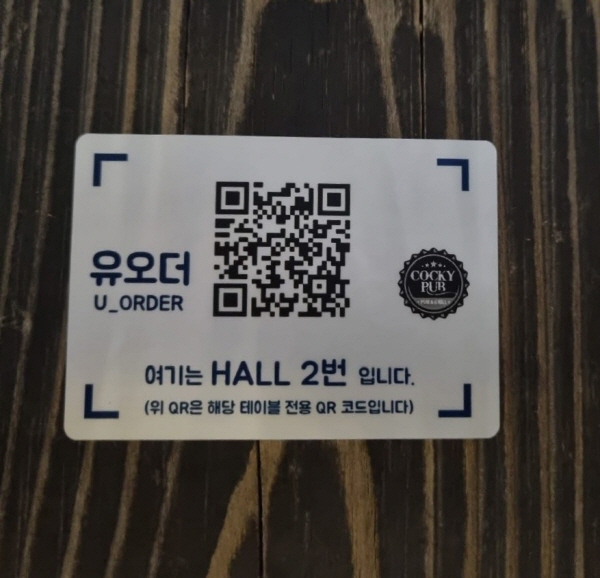 유오더
U_ORDER
COCKY
PUB
여기는 HALL 2번 입니다.
(위 QR은 해당 테이블 전용 QR 코드입니다)